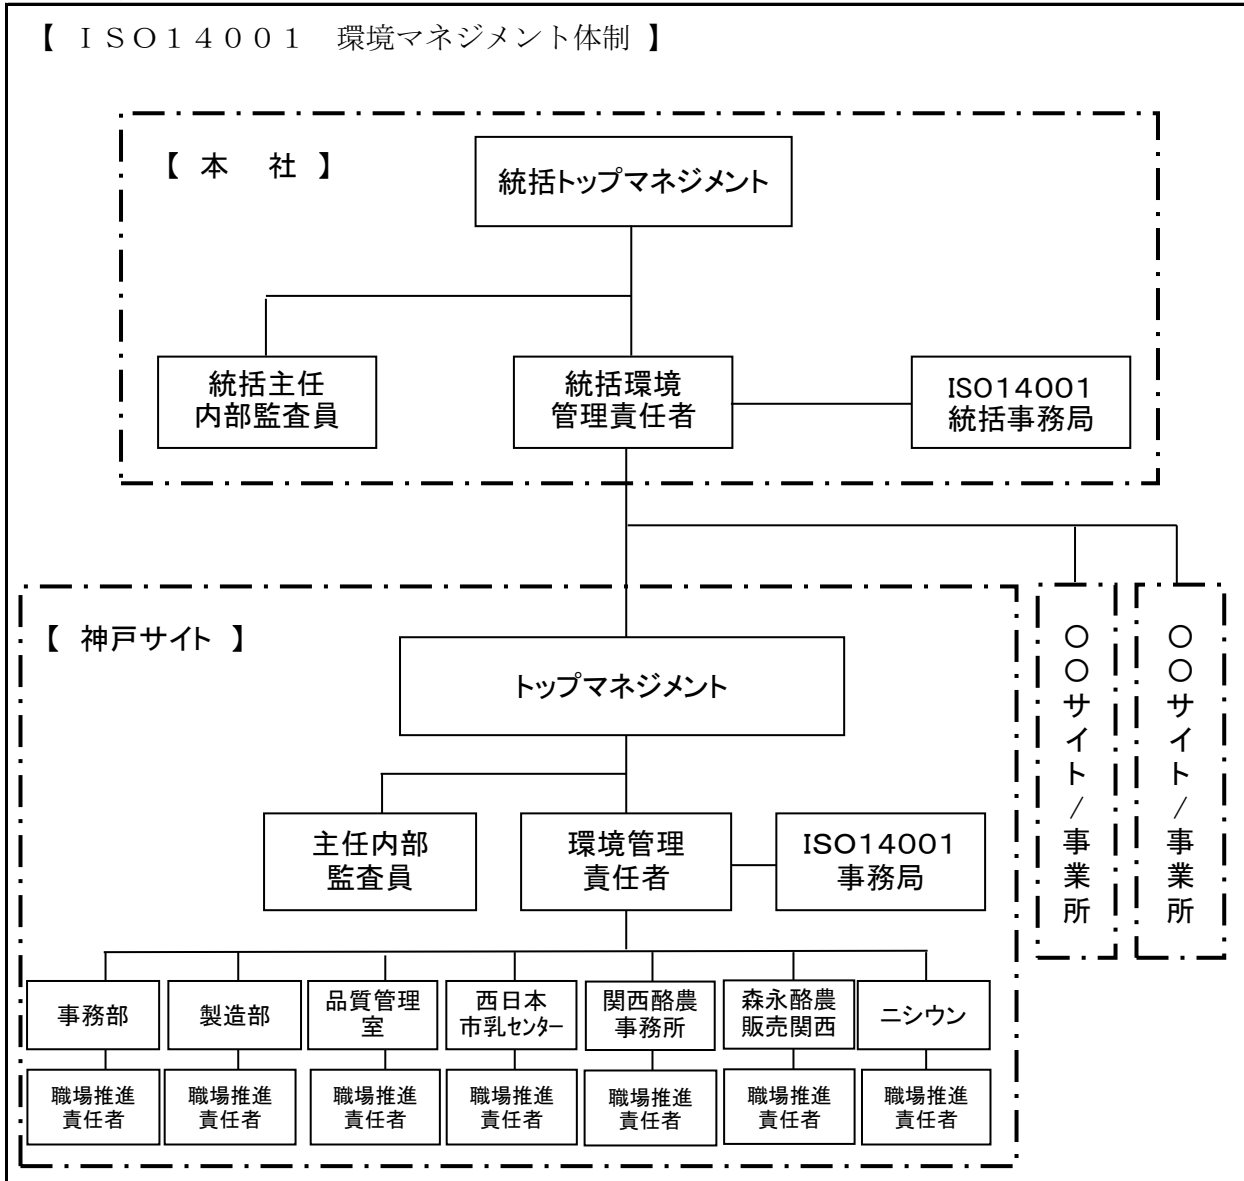 【 ＩＳＯ１４００１　環境マネジメント体制 】
【 本　社 】
統括トップマネジメント
統括主任
内部監査員
統括環境
管理責任者
ISO14001
統括事務局
【 神戸サイト 】
トップマネジメント
〇〇サイト/事業所
〇〇サイト/事業所
主任内部
監査員
環境管理
責任者
ISO14001
事務局
事務部
製造部
品質管理
室
西日本
市乳センター
関西酪農
事務所
森永酪農
販売関西
ニシウン
職場推進
責任者
職場推進
責任者
職場推進
責任者
職場推進
責任者
職場推進
責任者
職場推進
責任者
職場推進
責任者